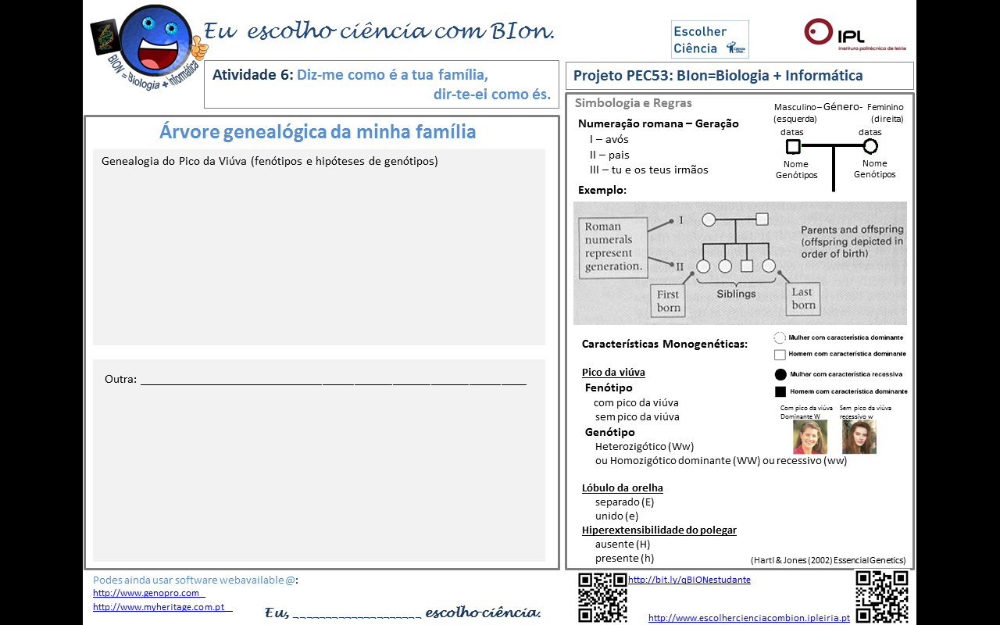 Eu escolho ciência com BIon.
BION = Biologia + Informática
Escolher
Ciência
Ciência Viva
IPL
instituto politécnico de leiria
Atividade 6: Diz-me como é a tua família,
dir-te-ei como és.
Projeto PEC53: BIon=Biologia + Informática
Árvore genealógica da minha família
Genealogia do Pico da Viúva (fenótipos e hipóteses de genótipos)
Outra: ____________________
Podes ainda usar software webavailable @:
http://www.genopro.com
http://www.myheritage.com.pt
Eu, ____________________ escolho ciência.
Simbologia e Regras
Numeração romana – Geração
I – avós
II – pais
III – tu e os teus irmãos
Exemplo:
Masculino – Género- Feminino
(esquerda) (direita)
datas datas
Nome Nome
Genótipos Genótipos
Roman
numerals
represent
generation.
I
II
Parents and offspring
(offspring depicted in
order of birth)
First
born
Siblings
Last
born
Características Monogenéticas:
Mulher com característica dominante
Homem com característica dominante
Mulher com característica recessiva
Homem com característica dominante
Pico da viúva
Fenótipo
com pico da viúva
sem pico da viúva
Genótipo
Heterozigótico (Ww)
ou Homozigótico dominante (WW) ou recessivo (ww)
Com pico da viúva
Dominante W
Sem pico da viúva
recessivo w
Lóbulo da orelha
separado (E)
unido (e)
Hiperextensibilidade do polegar
ausente (H)
presente (h)
(Hartl & Jones (2002) Essencial Genetics)
http://bit.ly/qBIONestudante
http://www.escolhercienciacombion.ipleiria.pt